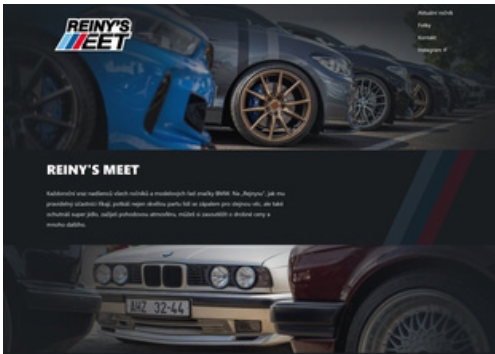 REINY'S
MEET
Aktuální ročník
Fotky
Kontakt
Instagram
REINY'S MEET
Každoroční sraz nadšenců všech ročníků a modelových řad značky BMW. Na „Rejnyou", jak mu
pravidelný účastníci říkají, potkáš nejen skvělou partu lidí se zápalem pro stejnou věc, ale také
ochutnáš super jídlo, zažiješ pohodovou atmosféru, můžeš si zasoutěžit o drobné ceny a
mnoho dalšího.
AHZ 32-44